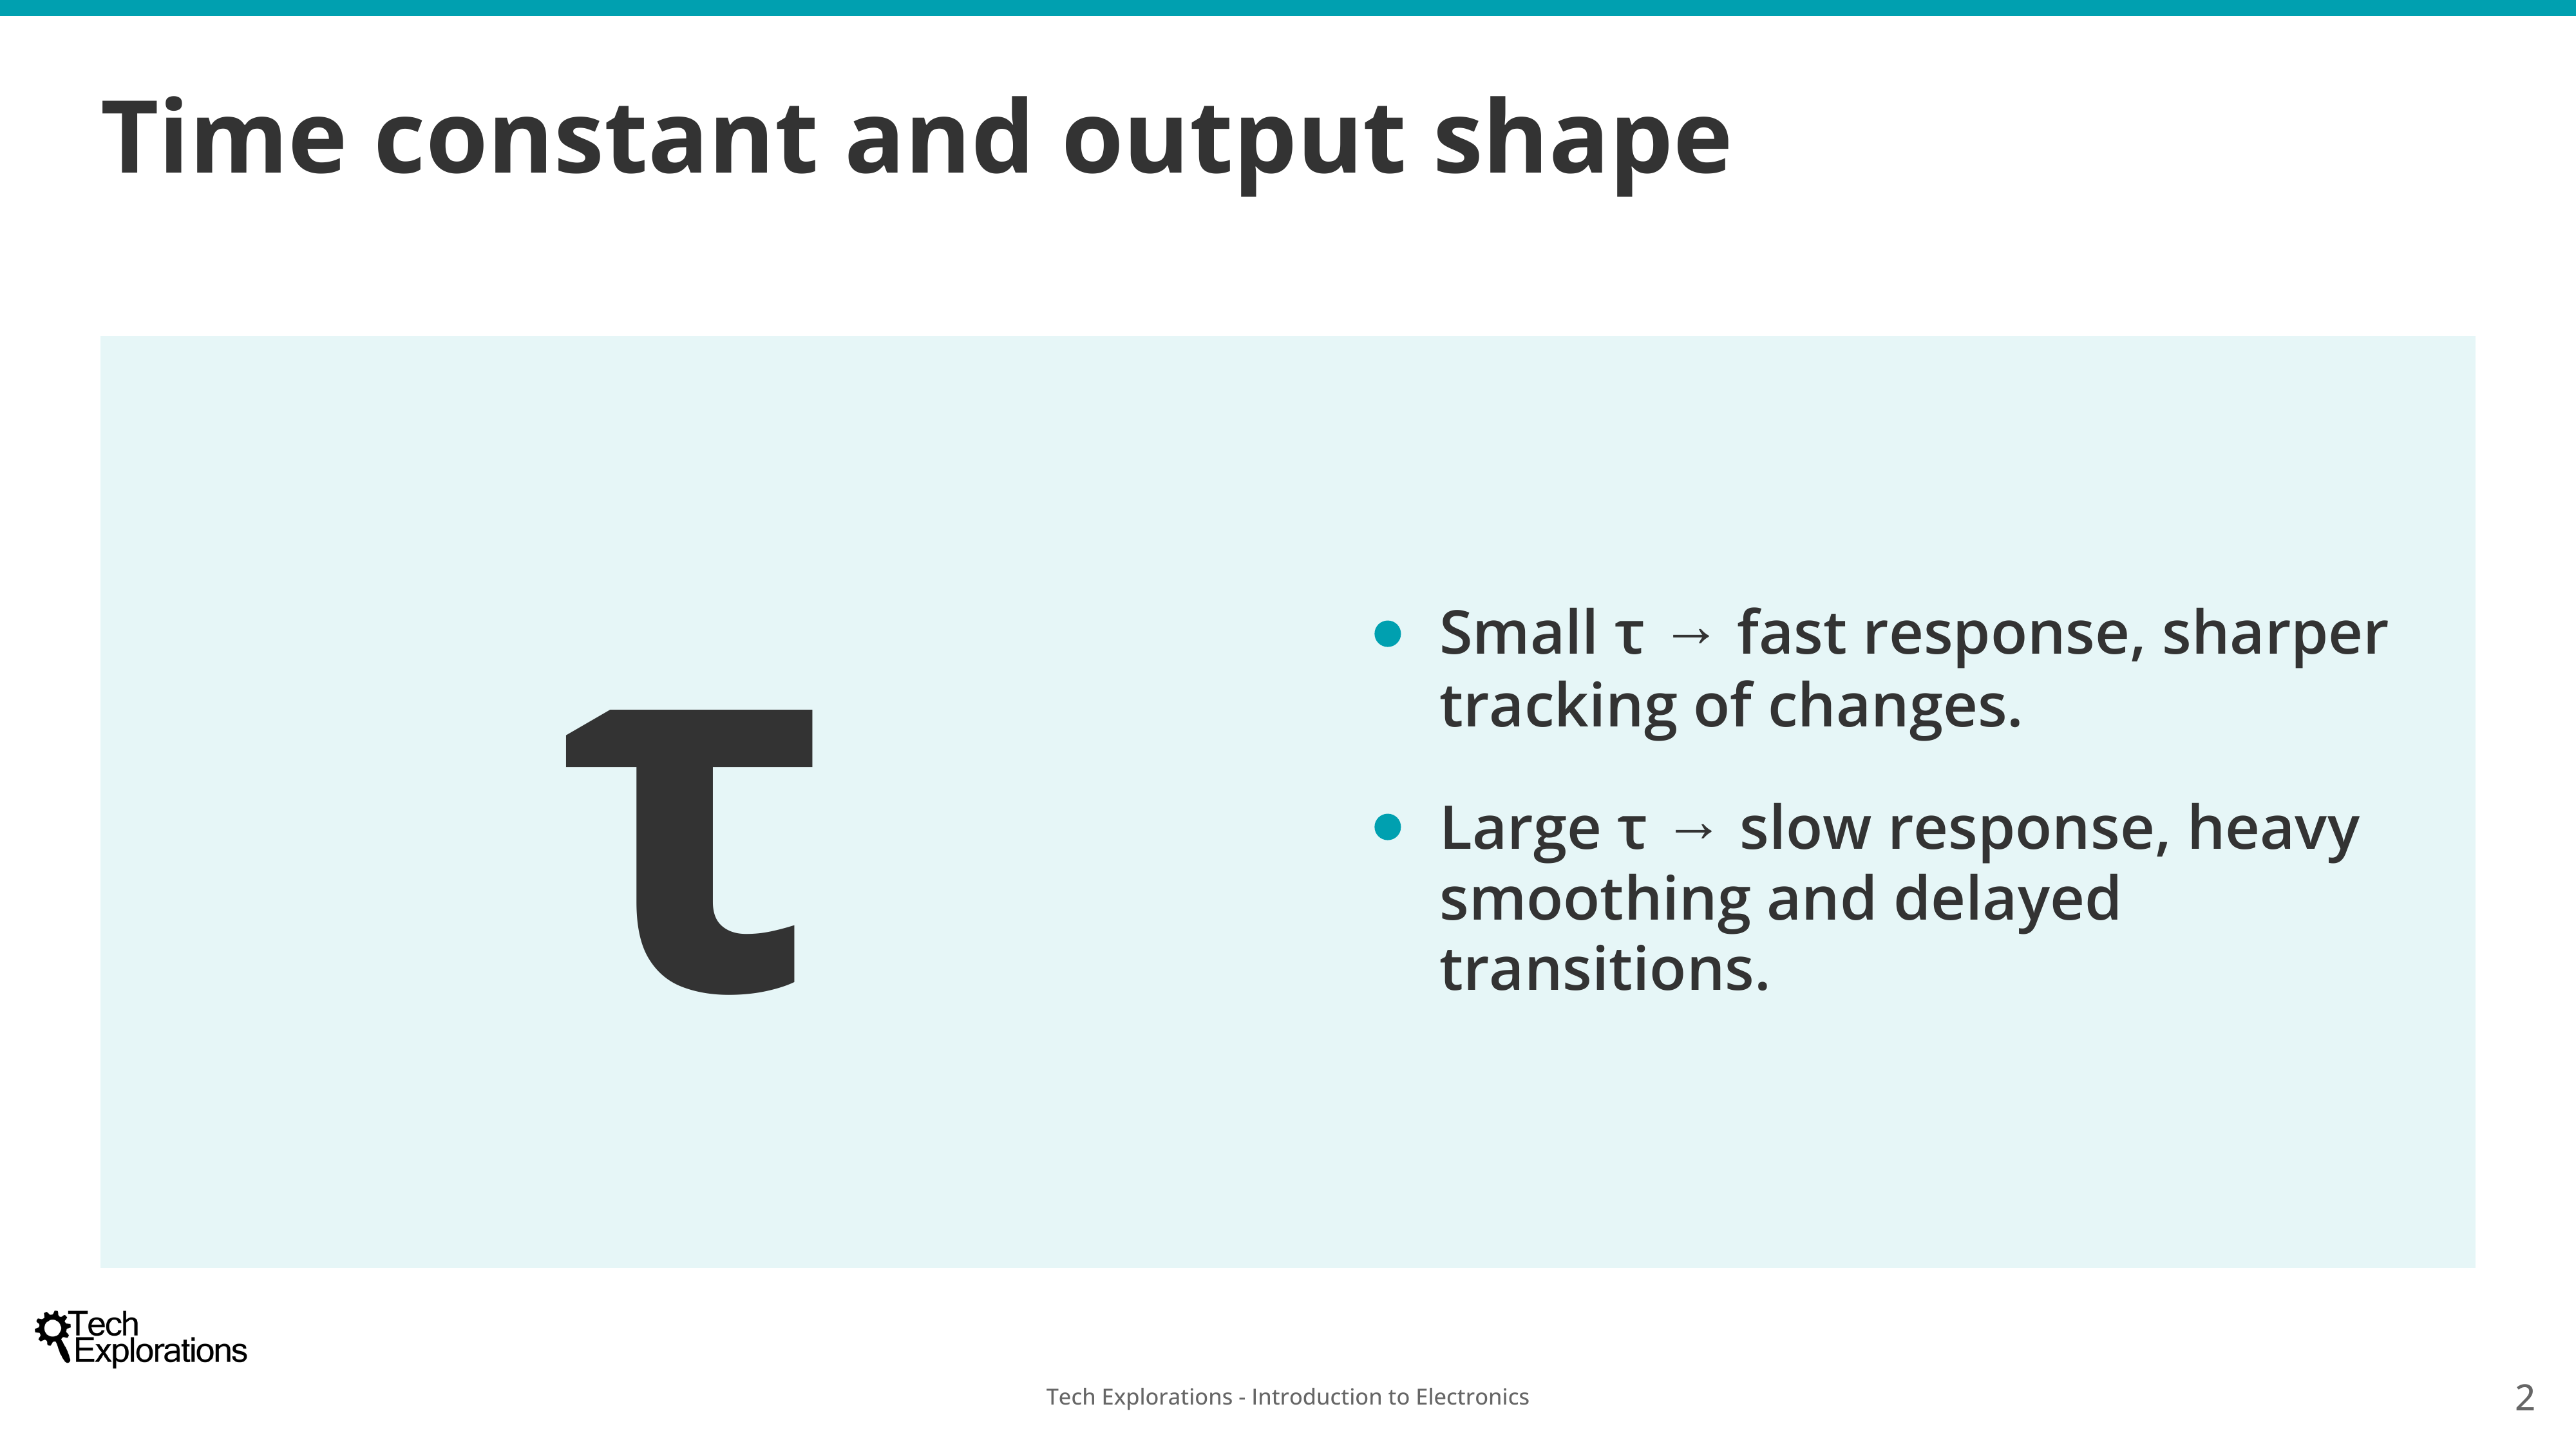 Time constant and output shape
τ
● Small τ → fast response, sharper
tracking of changes.
● Large τ → slow response, heavy
smoothing and delayed
transitions.
Tech
Explorations
Tech Explorations - Introduction to Electronics
2